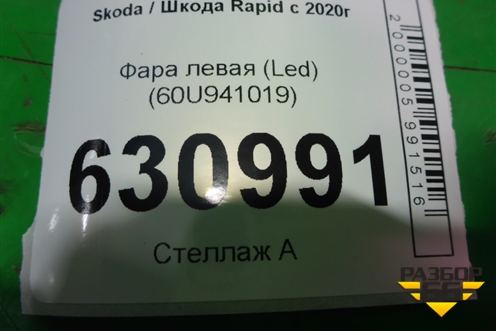 Skoda / Шкода Rapid с 2020г
Фара левая (Led)
(60U941019)
630991
Стеллаж А
2000005991516
РАЗБОР